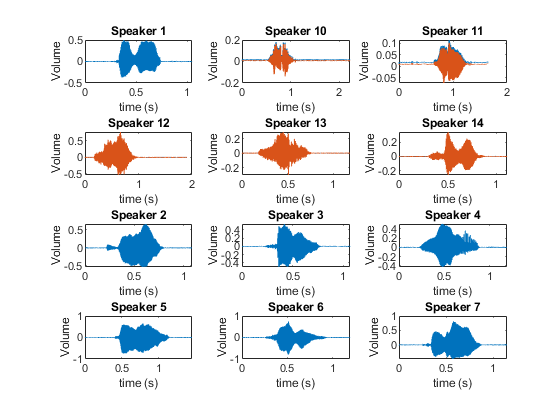 Speaker 1 Speaker 10 Speaker 11
Volume 0.5 0 -0.5 Volume 0.2 0 -0.2 Volume 0.1 0.05 0 -0.05
0 0.5 1 0 1 2 0 1 2
time (s) time (s) time (s)
Speaker 12 Speaker 13 Speaker 14
Volume 0.5 0 -0.5 Volume 0.2 0 -0.2 Volume 0.2 0 -0.2
0 1 2 0 0.5 1 0 0.5 1
time (s) time (s) time (s)
Speaker 2 Speaker 3 Speaker 4
Volume 0.5 0 -0.5 Volume 0.4 0.2 0 -0.2 -0.4 Volume 0.4 0.2 0 -0.2 -0.4
0 0.5 1 0 0.5 1 0 0.5 1
time (s) time (s) time (s)
Speaker 5 Speaker 6 Speaker 7
Volume 1 0 -1 Volume 1 0 -1 Volume 1 0.5 0 -0.5
0 0.5 1 0 0.5 1 0 0.5 1
time (s) time (s) time (s)